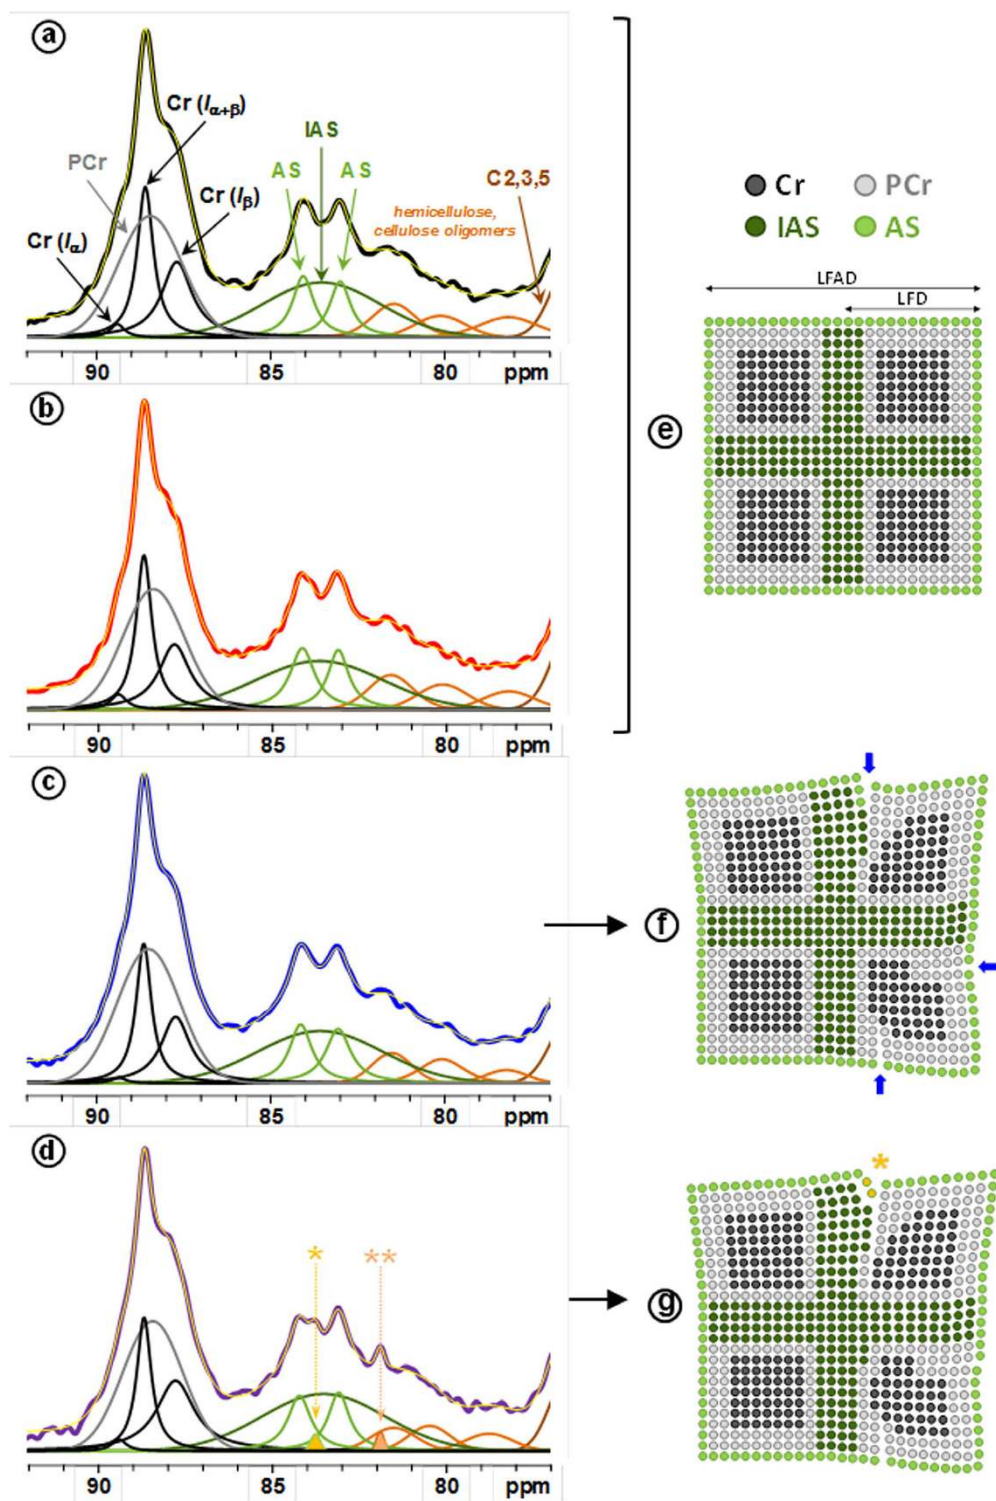 a
Cr (Iα+β)
PCr
IAS
AS
AS
Cr (Iβ)
Cr (Iα)
hemicellulose,
cellulose oligomers
C2,3,5
90 85 80 ppm
b
90 85 80 ppm
c
90 85 80 ppm
d
*
**
90 85 80 ppm
Cr PCr
IAS AS
LFAD
LFD
e
f
*
g